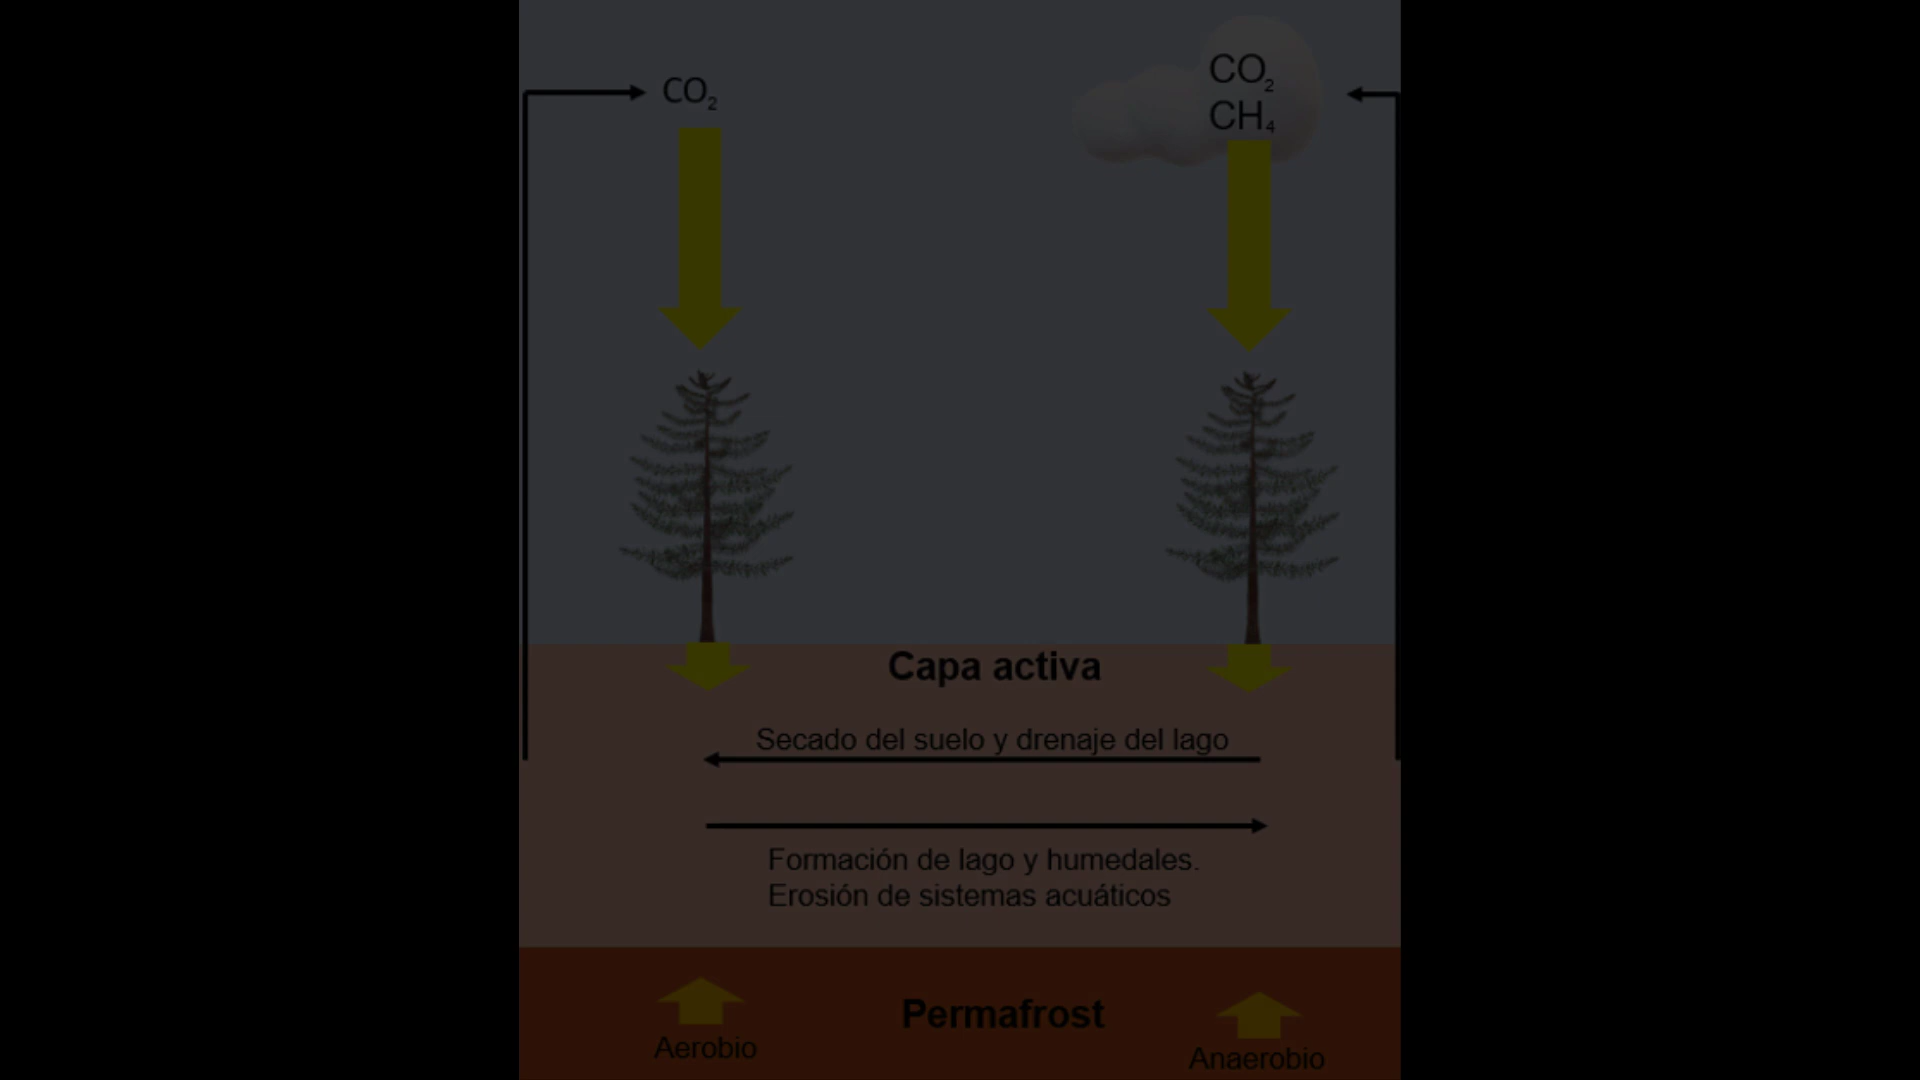 CO₂
CO₂
CH₄
Capa activa
Secado del suelo y drenaje del lago
Formación de lago y humedales.
Erosión de sistemas acuáticos
Permafrost
Aerobio
Anaerobio